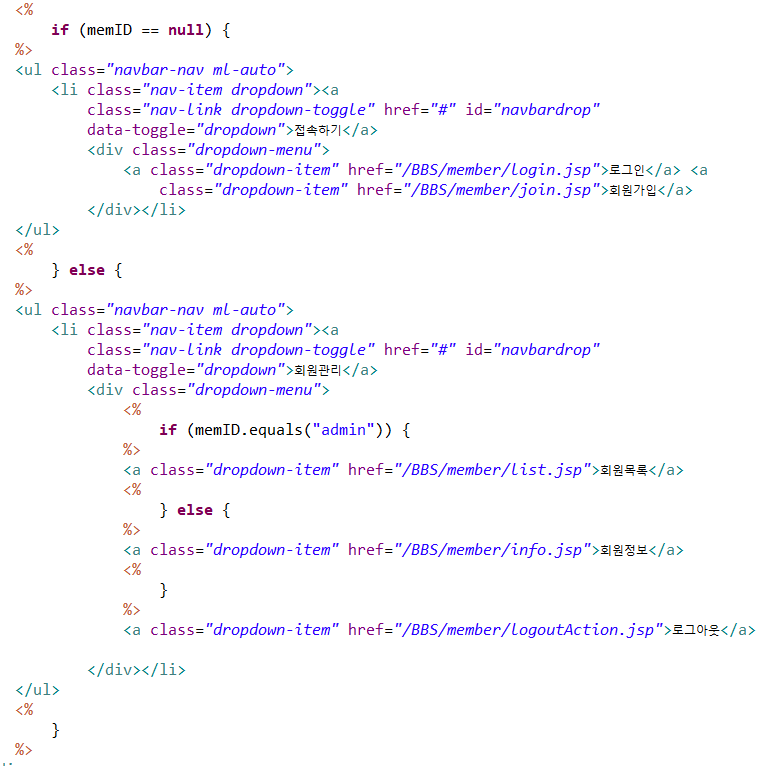 <%
    if (memID == null) {
%>
<ul class="navbar-nav ml-auto">
    <li class="nav-item dropdown"><a
        class="nav-link dropdown-toggle" href="#" id="navbardrop"
        data-toggle="dropdown">접속하기</a>
        <div class="dropdown-menu">
            <a class="dropdown-item" href="/BBS/member/login.jsp">로그인</a> <a
                class="dropdown-item" href="/BBS/member/join.jsp">회원가입</a>
        </div></li>
</ul>
<%
    } else {
%>
<ul class="navbar-nav ml-auto">
    <li class="nav-item dropdown"><a
        class="nav-link dropdown-toggle" href="#" id="navbardrop"
        data-toggle="dropdown">회원관리</a>
        <div class="dropdown-menu">
            <%
                if (memID.equals("admin")) {
            %>
            <a class="dropdown-item" href="/BBS/member/list.jsp">회원목록</a>
            <%
                } else {
            %>
            <a class="dropdown-item" href="/BBS/member/info.jsp">회원정보</a>
            <%
                }
            %>
            <a class="dropdown-item" href="/BBS/member/logoutAction.jsp">로그아웃</a>

        </div></li>
</ul>
<%
    }
%>